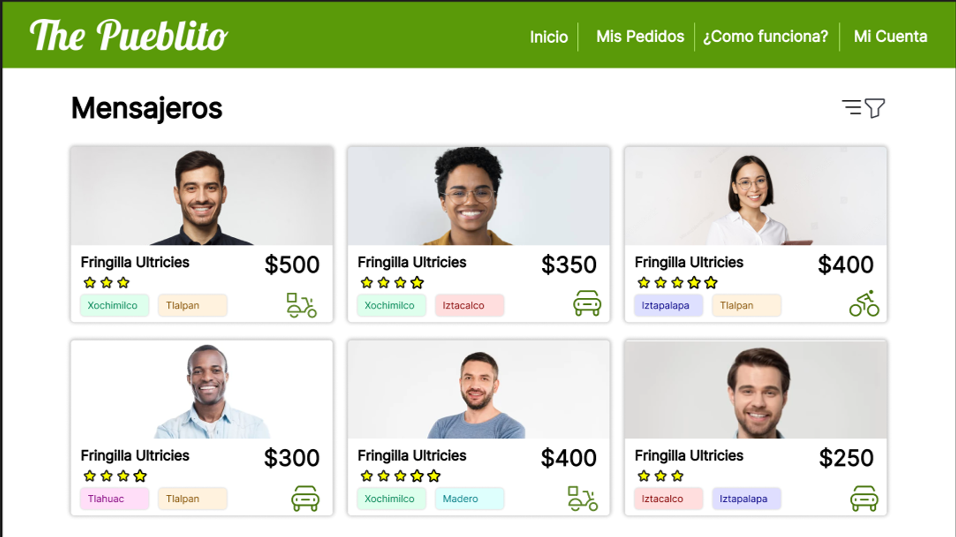 The Pueblito
Inicio
Mis Pedidos
¿Como funciona?
Mi Cuenta
Mensajeros
Fringilla Ultricies
$500
Xochimilco
Tlalpan
Fringilla Ultricies
$350
Xochimilco
Iztacalco
Fringilla Ultricies
$400
Iztapalapa
Tlalpan
Fringilla Ultricies
$300
Tlahuac
Tlalpan
Fringilla Ultricies
$400
Xochimilco
Madero
Fringilla Ultricies
$250
Iztacalco
Iztapalapa